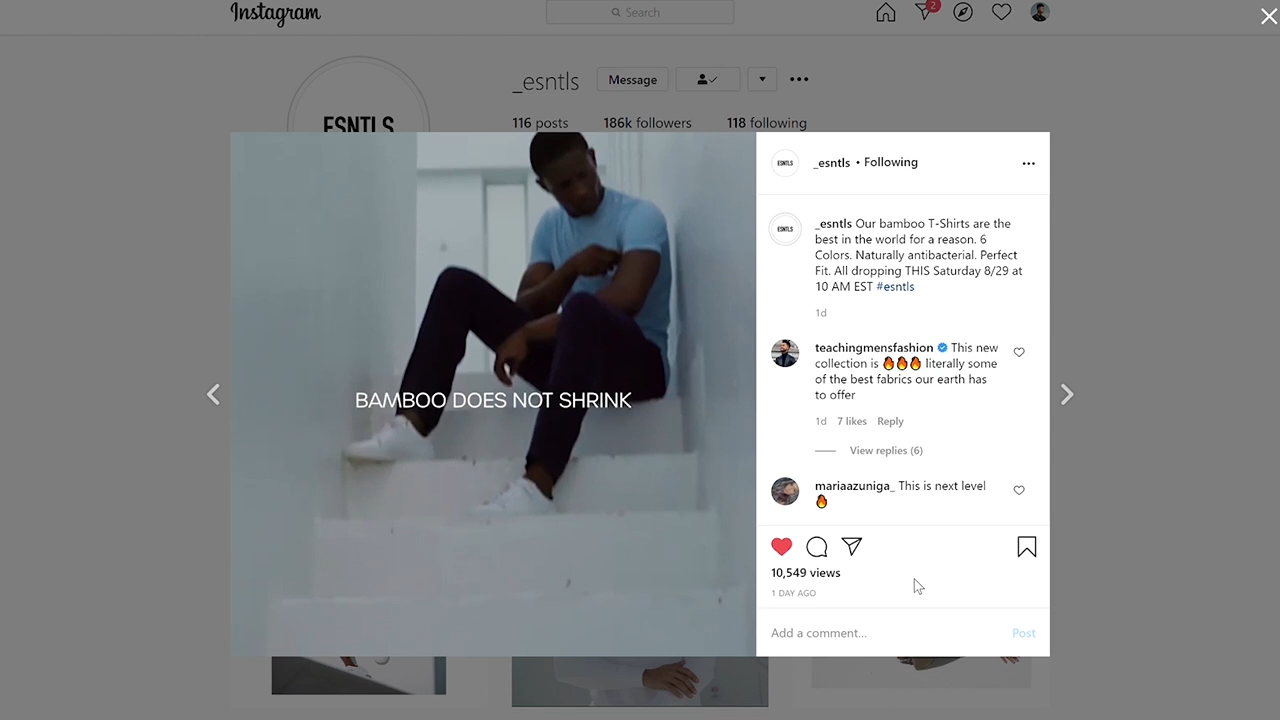 Instagram
Search
2
_esntls
Message
ESNTLS
116 posts 186k followers 118 following
BAMBOO DOES NOT SHRINK
ESNTLS
_esntls • Following
ESNTLS
_esntls Our bamboo T-Shirts are the
best in the world for a reason. 6
Colors. Naturally antibacterial. Perfect
Fit. All dropping THIS Saturday 8/29 at
10 AM EST #esntls
1d
teachingmensfashion This new
collection is 🔥🔥🔥 literally some
of the best fabrics our earth has
to offer
1d 7 likes Reply
View replies (6)
mariaazuniga_ This is next level
🔥
10,549 views
1 DAY AGO
Add a comment... Post